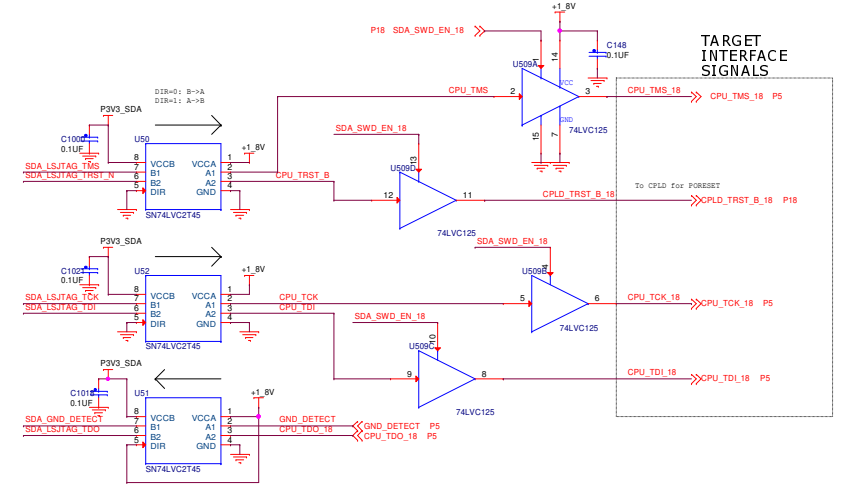 +1_8V
P18 SDA_SWD_EN_18
C148
0.1UF
TARGET
INTERFACE
SIGNALS
U509A
1
14
VCC
CPU_TMS
2
3
CPU_TMS_18
CPU_TMS_18 P5
GND
15
7
74LVC125
DIR=0: B->A
DIR=1: A->B
P3V3_SDA
0.1UF
U50
+1_8V
SDA_LSJTAG_TMS
SDA_LSJTAG_TRST_N
8
7
6
5
VCCB
B1
B2
DIR
VCCA
A1
A2
GND
1
2
3
4
SN74LVC2T45
CPU_TRST_B
SDA_SWD_EN_18
13
U509D
12
11
74LVC125
CPLD_TRST_B_18
To CPLD for PORESET
CPLD_TRST_B_18 P18
P3V3_SDA
0.1UF
U52
+1_8V
SDA_LSJTAG_TCK
SDA_LSJTAG_TDI
8
7
6
5
VCCB
B1
B2
DIR
VCCA
A1
A2
GND
1
2
3
4
SN74LVC2T45
CPU_TCK
CPU_TDI
SDA_SWD_EN_18
4
U509B
5
6
74LVC125
CPU_TCK_18
CPU_TCK_18 P5
SDA_SWD_EN_18
10
U509C
9
8
74LVC125
CPU_TDI_18
CPU_TDI_18 P5
P3V3_SDA
0.1UF
U51
+1_8V
SDA_GND_DETECT
SDA_LSJTAG_TDO
8
7
6
5
VCCB
B1
B2
DIR
VCCA
A1
A2
GND
1
2
3
4
SN74LVC2T45
GND_DETECT
CPU_TDO_18
GND_DETECT P5
CPU_TDO_18 P5